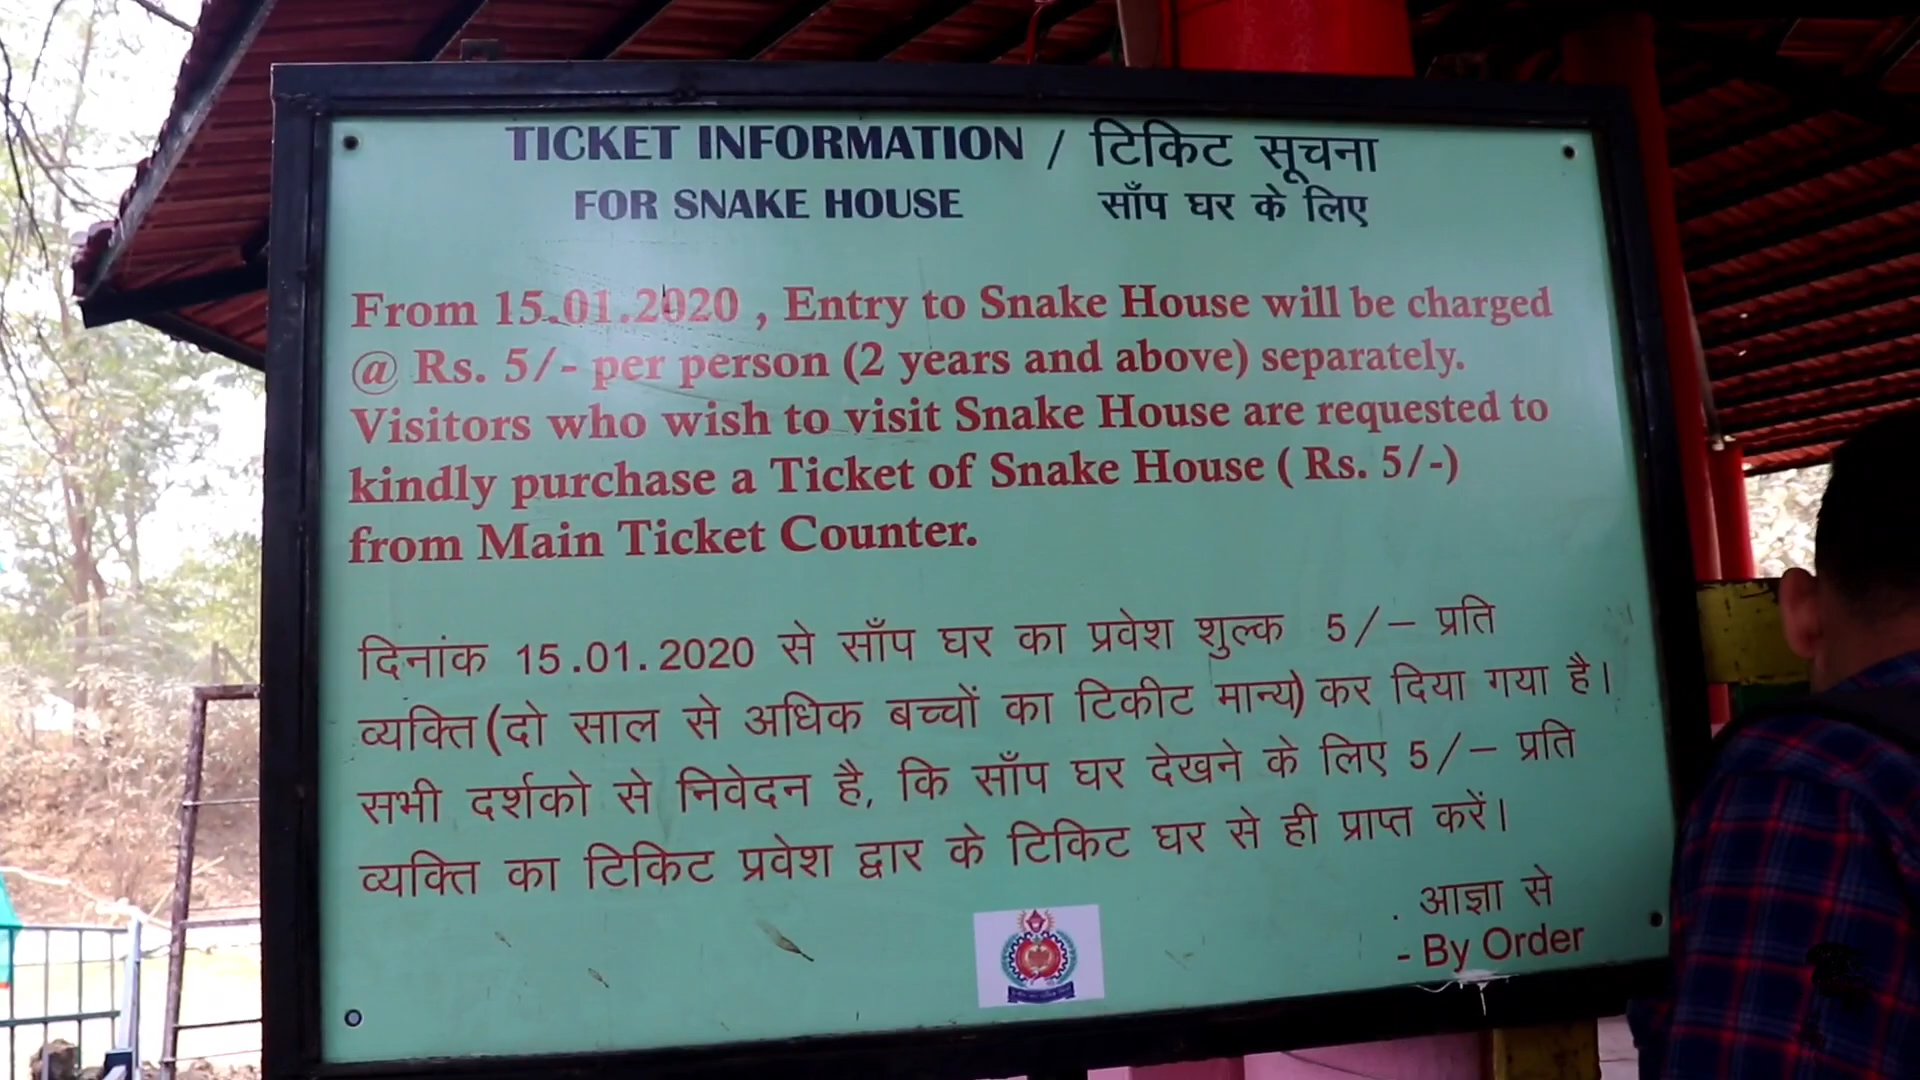 TICKET INFORMATION / टिकिट सूचना
FOR SNAKE HOUSE साँप घर के लिए
From 15.01.2020 , Entry to Snake House will be charged
@ Rs. 5/- per person (2 years and above) separately.
Visitors who wish to visit Snake House are requested to
kindly purchase a Ticket of Snake House ( Rs. 5/-)
from Main Ticket Counter.
दिनांक 15.01.2020 से साँप घर का प्रवेश शुल्क 5/– प्रति
व्यक्ति (दो साल से अधिक बच्चों का टिकीट मान्य) कर दिया गया है।
सभी दर्शको से निवेदन है, कि साँप घर देखने के लिए 5/– प्रति
व्यक्ति का टिकिट प्रवेश द्वार के टिकिट घर से ही प्राप्त करें।
. आज्ञा से
- By Order